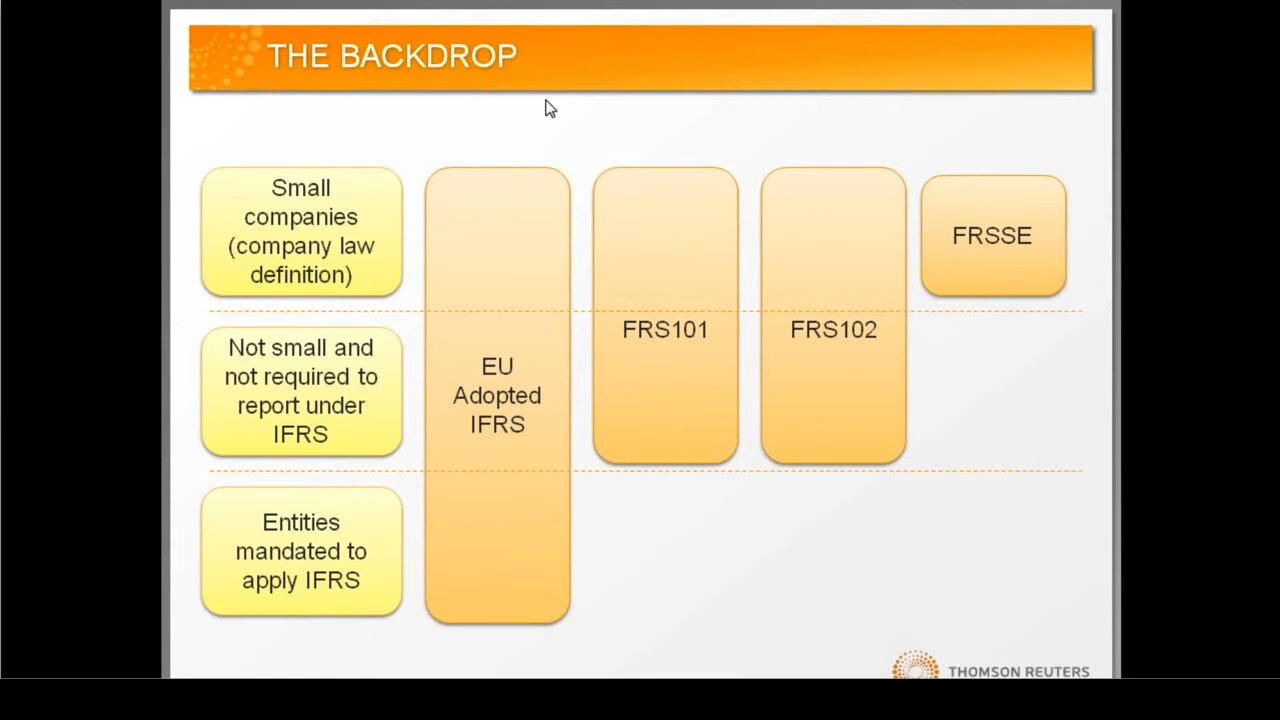 THE BACKDROP
Small
companies
(company law
definition)
Not small and
not required to
report under
IFRS
Entities
mandated to
apply IFRS
EU
Adopted
IFRS
FRS101
FRS102
FRSSE
THOMSON REUTERS